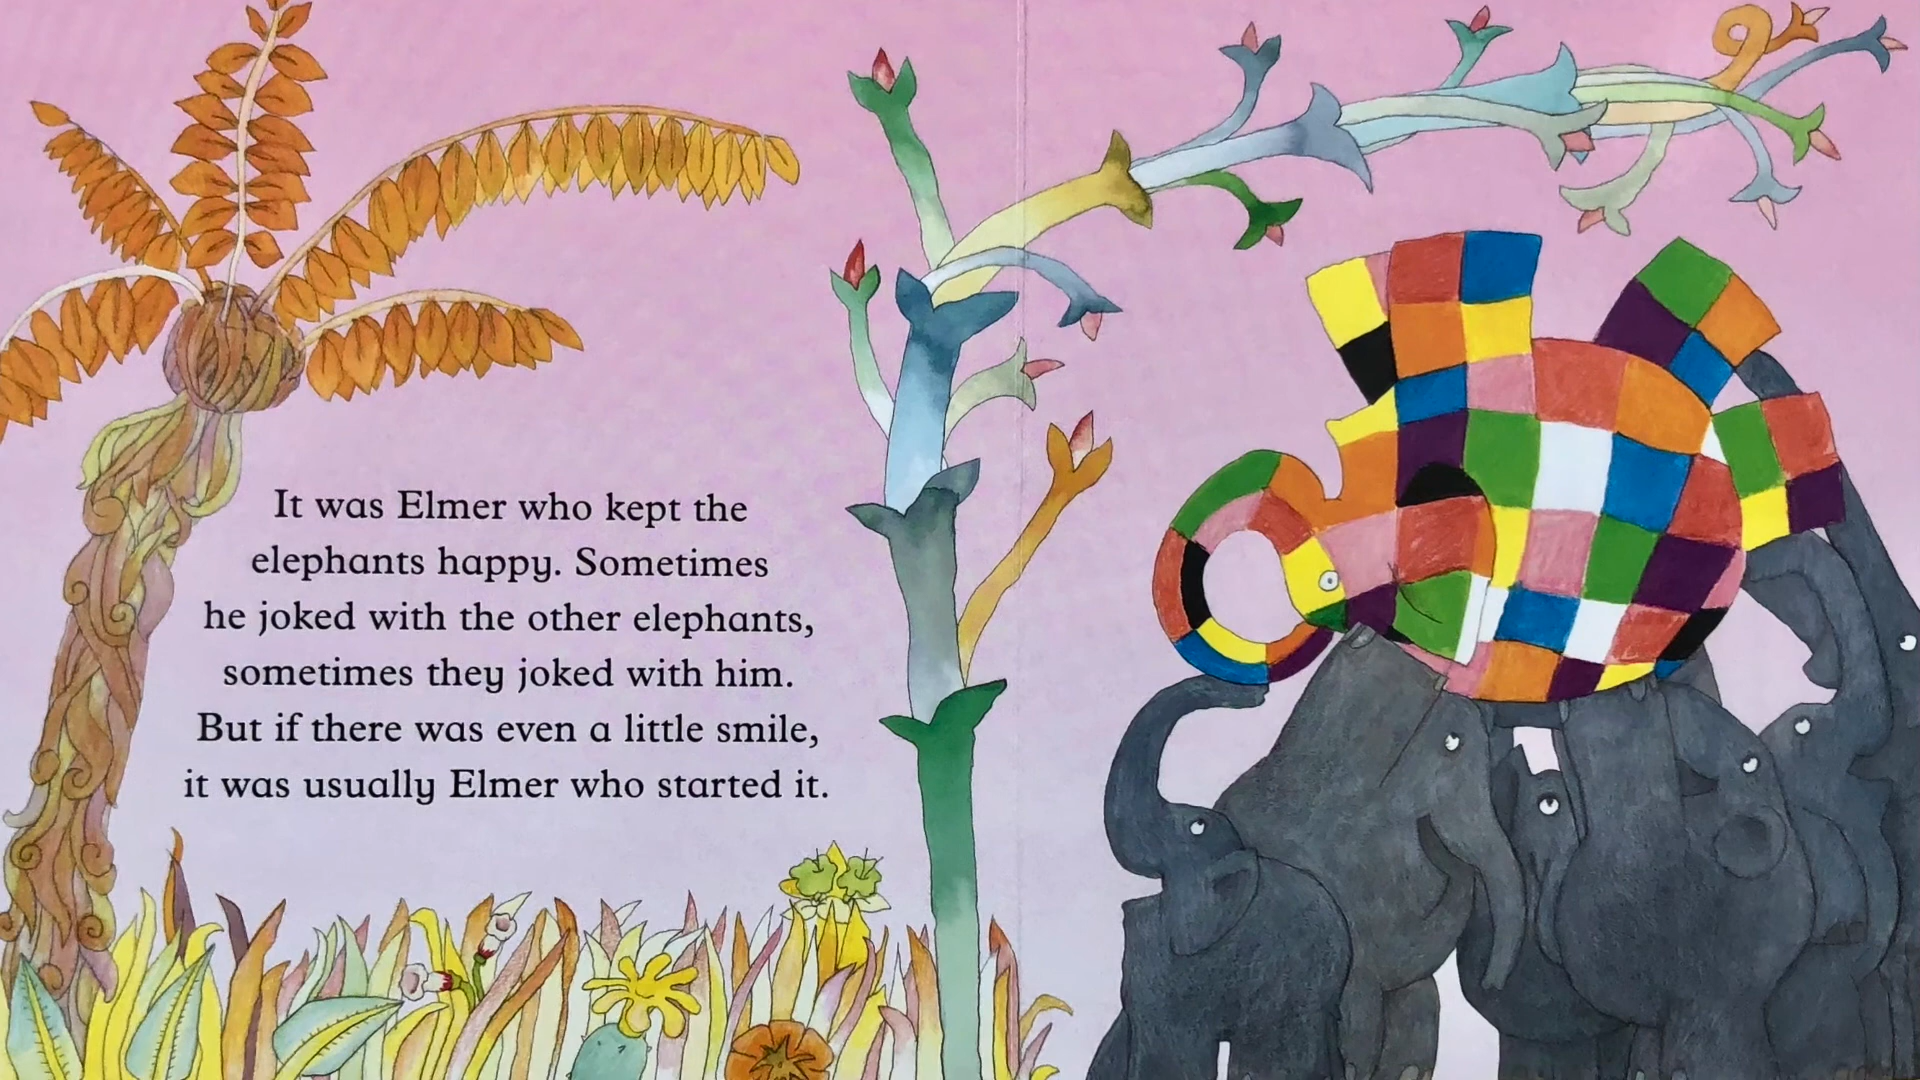 It was Elmer who kept the
elephants happy. Sometimes
he joked with the other elephants,
sometimes they joked with him.
But if there was even a little smile,
it was usually Elmer who started it.